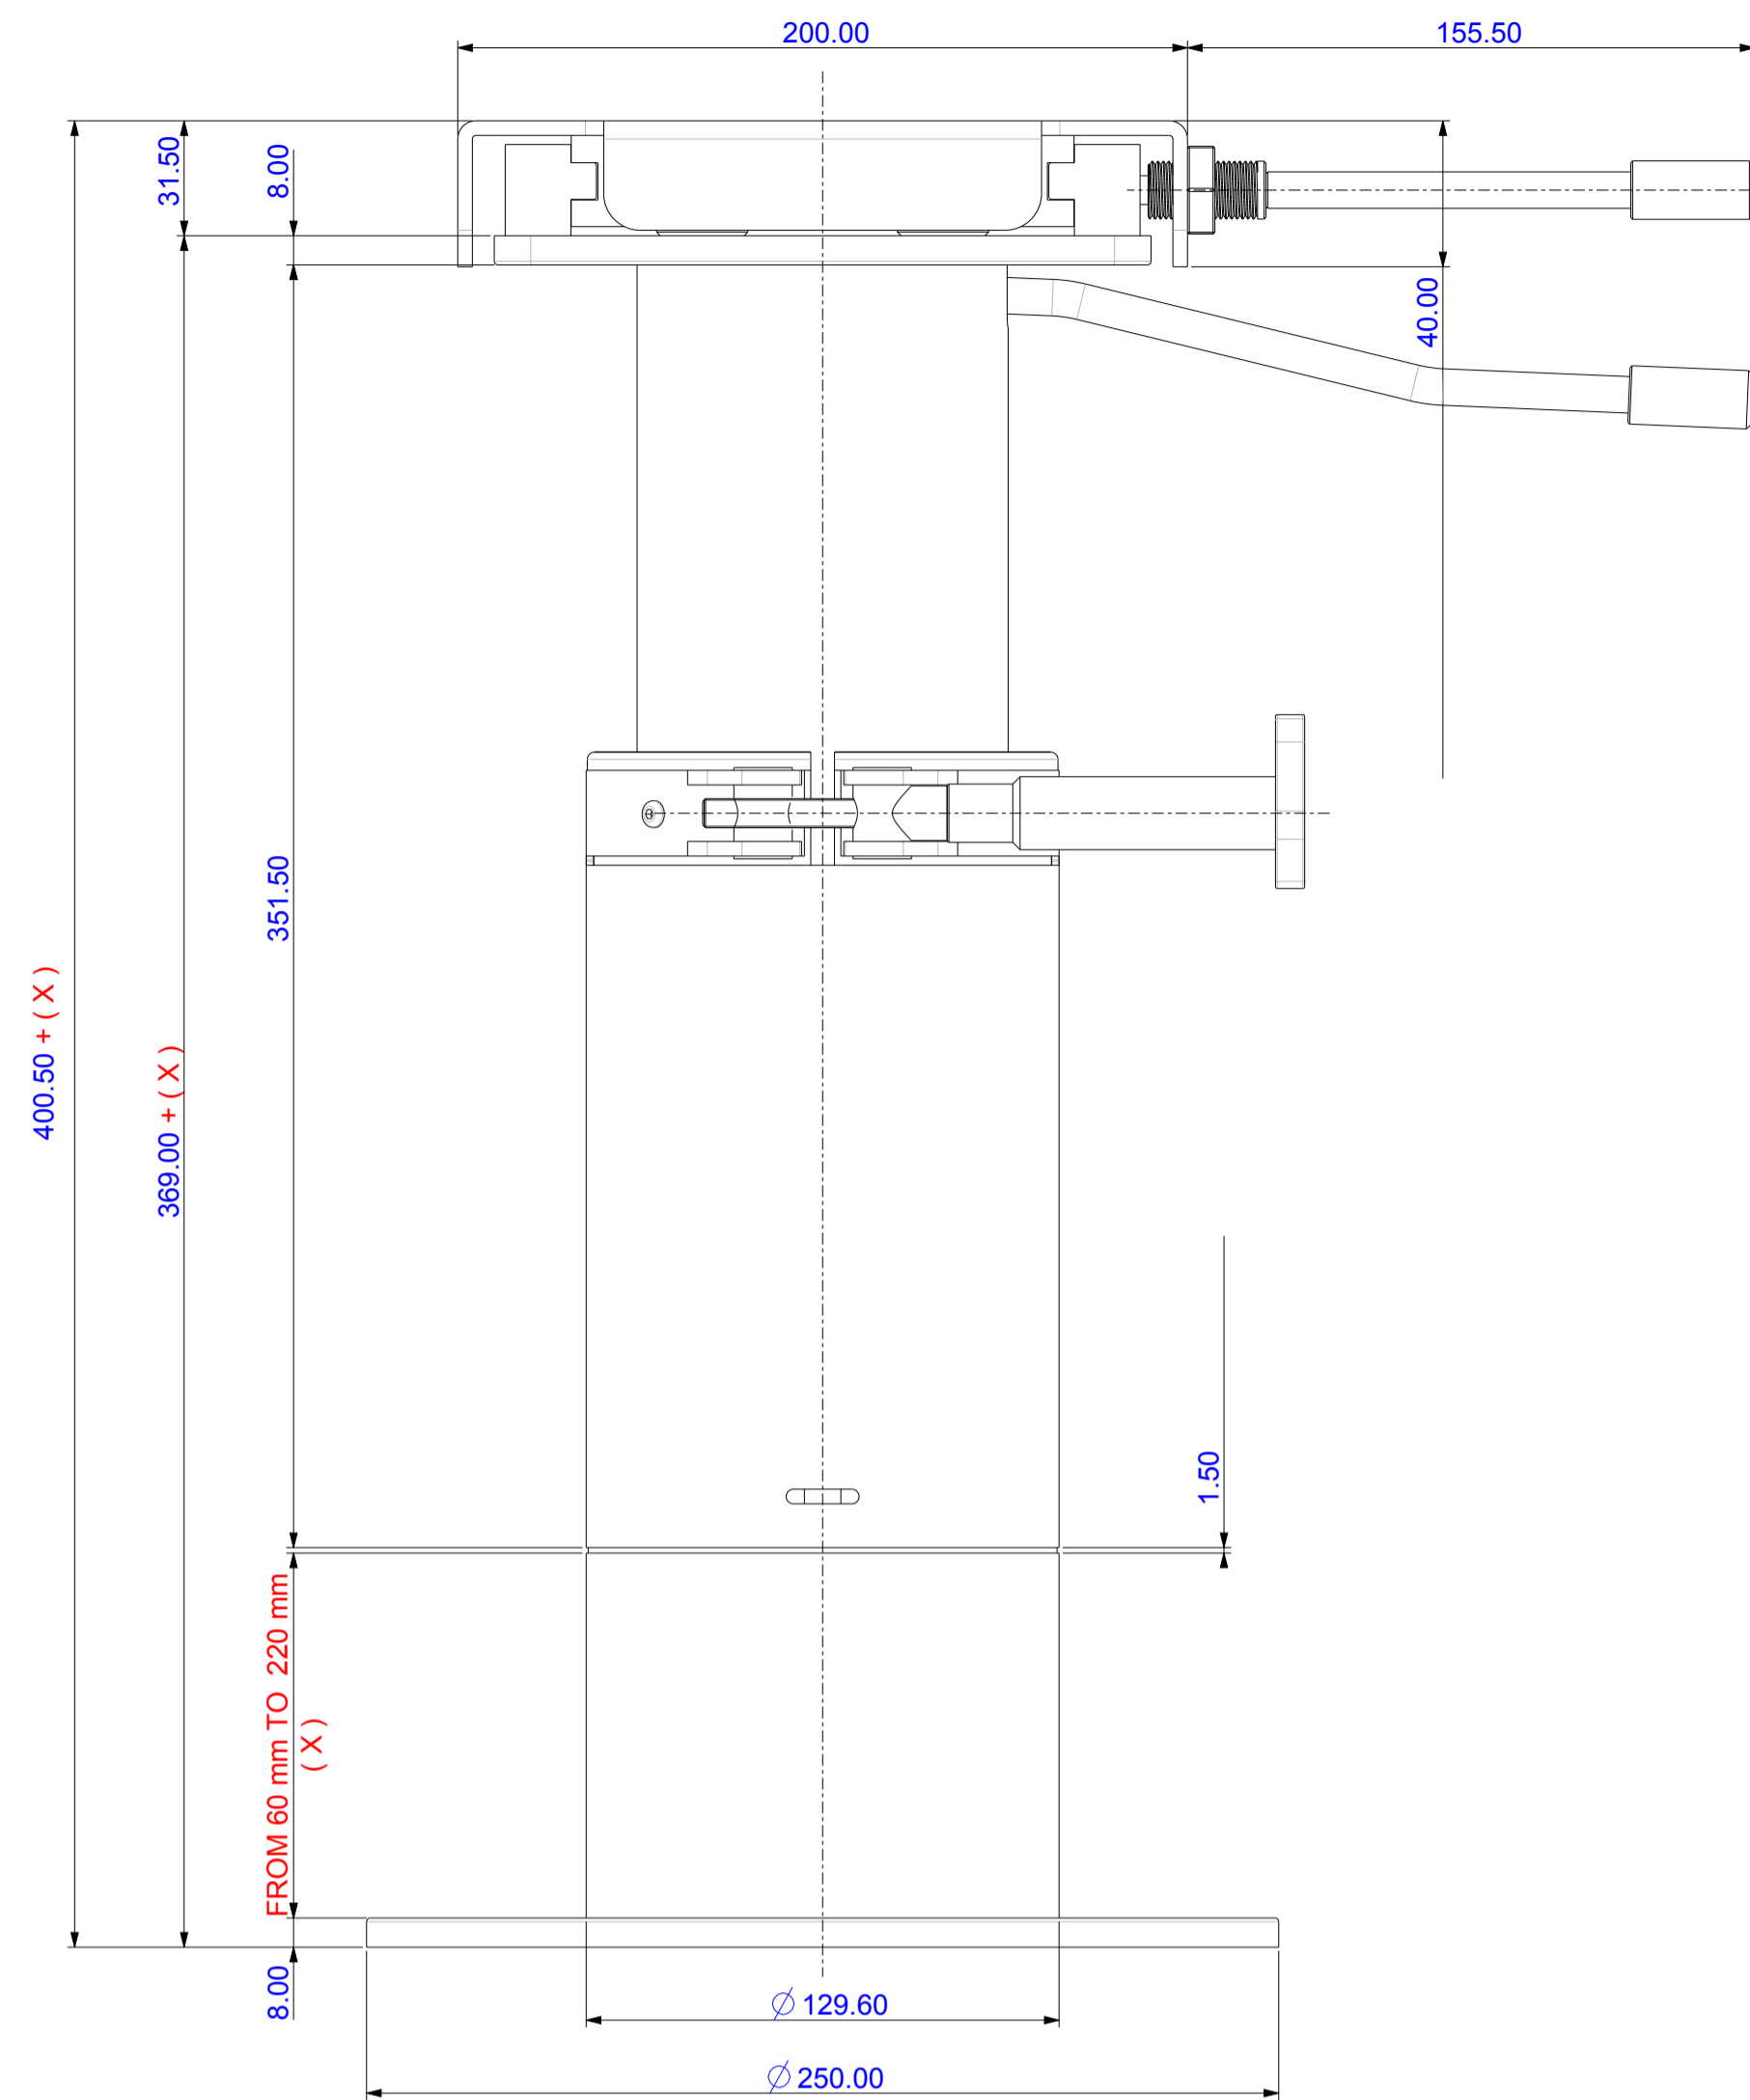 200.00
155.50
31.50
8.00
40.00
351.50
400.50 + ( X )
369.00 + ( X )
1.50
FROM 60 mm TO 220 mm
( X )
8.00
∅ 129.60
∅ 250.00